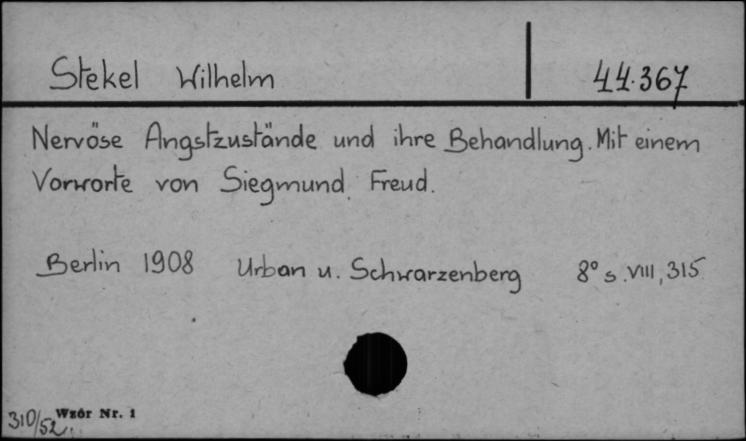 Stekel Wilhelm 44.367
Nervöse Angstzustände und ihre Behandlung. Mit einem
Vorworte von Siegmund Freud.
Berlin 1908 Urban u. Schwarzenberg 8° s. VIII, 315
310/52 Wzór Nr. 1